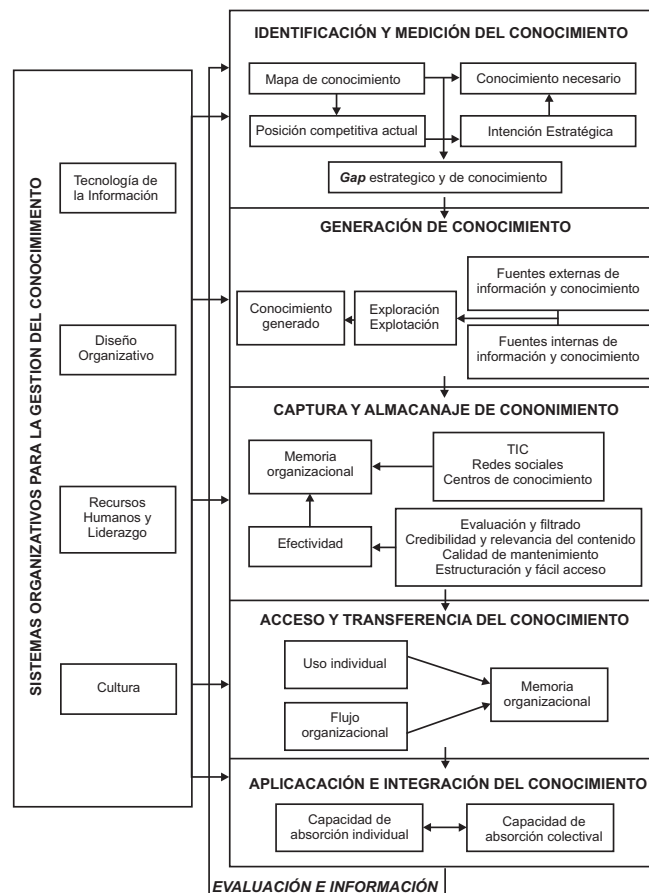 SISTEMAS ORGANIZATIVOS PARA LA GESTION DEL CONOCIMIMENTO
Tecnología de
la Información
Diseño
Organizativo
Recursos
Humanos y
Liderazgo
Cultura
IDENTIFICACIÓN Y MEDICIÓN DEL CONOCIMIENTO
Mapa de conocimiento
Conocimiento necesario
Posición competitiva actual
Intención Estratégica
Gap estrategico y de conocimiento
GENERACIÓN DE CONOCIMIENTO
Fuentes externas de
información y conocimiento
Conocimiento
generado
Exploración
Explotación
Fuentes internas de
información y conocimiento
CAPTURA Y ALMACANAJE DE CONONIMIENTO
Memoria
organizacional
TIC
Redes sociales
Centros de conocimiento
Efectividad
Evaluación y filtrado
Credibilidad y relevancia del contenido
Calidad de mantenimiento
Estructuración y fácil acceso
ACCESO Y TRANSFERENCIA DEL CONOCIMIENTO
Uso individual
Memoria
organizacional
Flujo
organizacional
APLICACACIÓN E INTEGRACIÓN DEL CONOCIMIENTO
Capacidad de
absorción individual
Capacidad de
absorción colectival
EVALUACIÓN E INFORMACIÓN